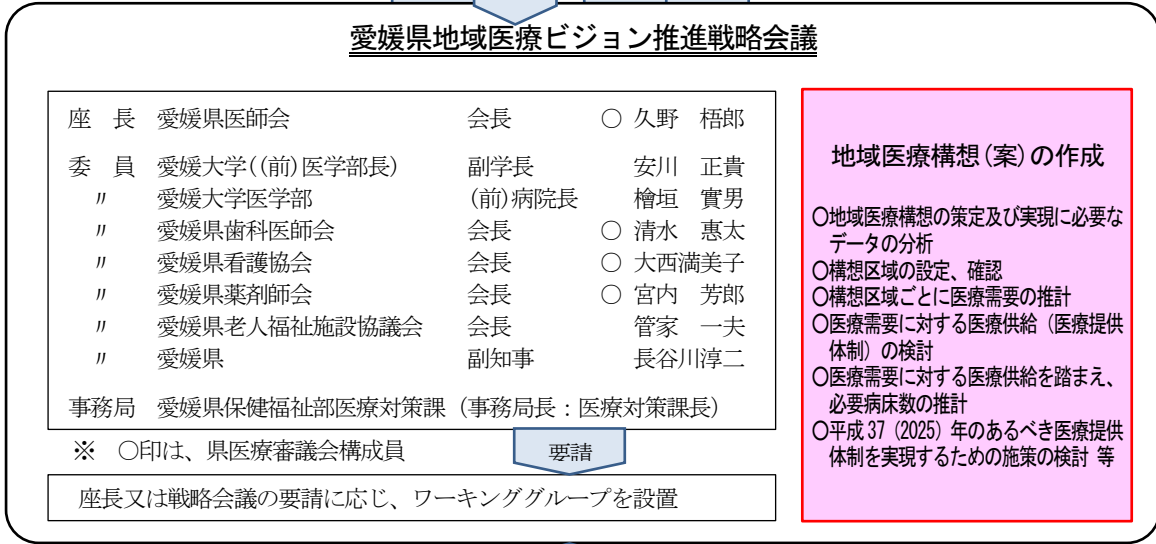 愛媛県地域医療ビジョン推進戦略会議
座　長　愛媛県医師会　会長　○ 久野　梧郎
委　員　愛媛大学((前)医学部長)　副学長　安川　正貴
〃　愛媛大学医学部　(前)病院長　檜垣　實男
〃　愛媛県歯科医師会　会長　○ 清水　惠太
〃　愛媛県看護協会　会長　○ 大西満美子
〃　愛媛県薬剤師会　会長　○ 宮内　芳郎
〃　愛媛県老人福祉施設協議会　会長　管家　一夫
〃　愛媛県　副知事　長谷川淳二
事務局　愛媛県保健福祉部医療対策課（事務局長：医療対策課長）
※　○印は、県医療審議会構成員
要請
座長又は戦略会議の要請に応じ、ワーキンググループを設置
地域医療構想(案)の作成
○地域医療構想の策定及び実現に必要な
データの分析
○構想区域の設定、確認
○構想区域ごとに医療需要の推計
○医療需要に対する医療供給（医療提供
体制）の検討
○医療需要に対する医療供給を踏まえ、
必要病床数の推計
○平成 37（2025）年のあるべき医療提供
体制を実現するための施策の検討 等